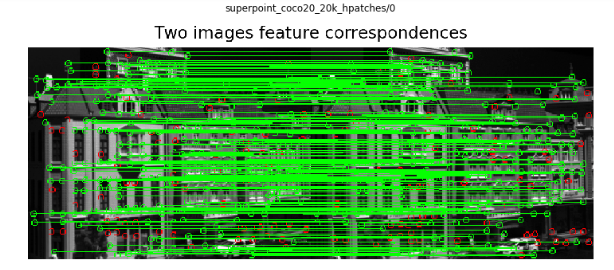 superpoint_coco20_20k_hpatches/0
Two images feature correspondences